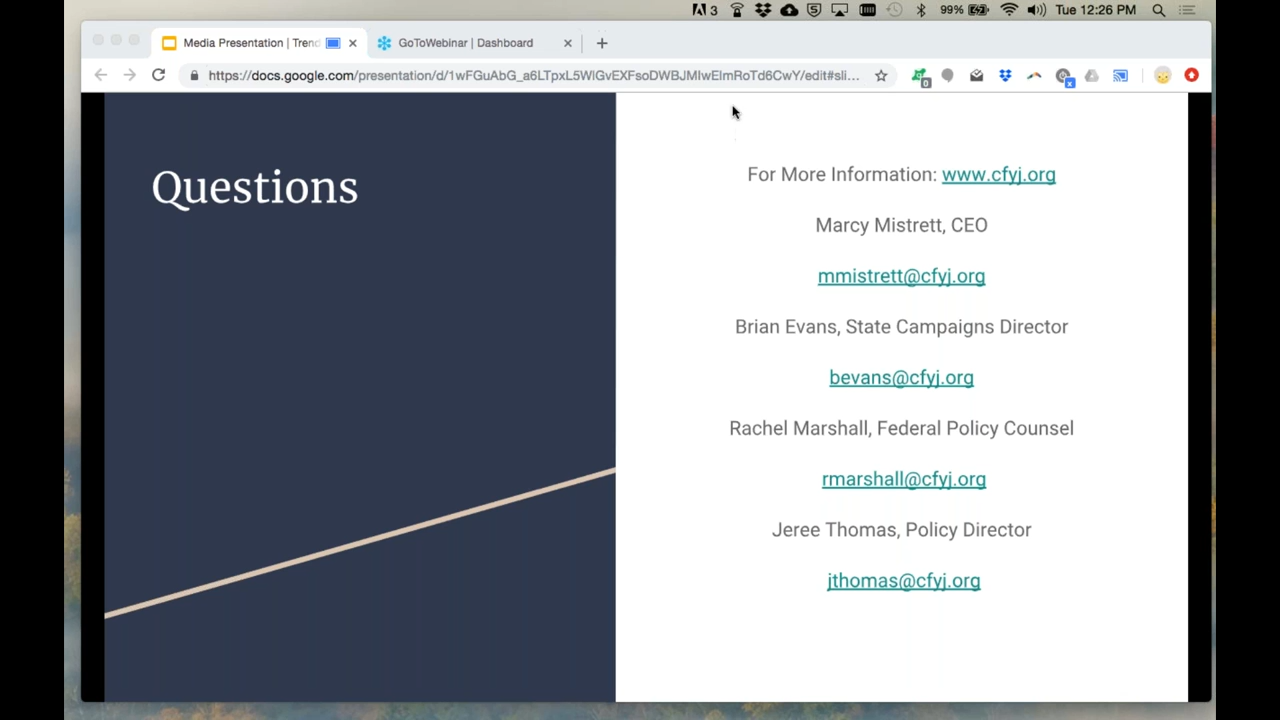 3
99%
Tue 12:26 PM
Media Presentation | Trend
GoToWebinar | Dashboard
https://docs.google.com/presentation/d/1wFGuAbG_a6LTpxL5WlGvEXFsoDWBJMIwElmRoTd6CwY/edit#sli...
0
x
Questions
For More Information: www.cfyj.org
Marcy Mistrett, CEO
mmistrett@cfyj.org
Brian Evans, State Campaigns Director
bevans@cfyj.org
Rachel Marshall, Federal Policy Counsel
rmarshall@cfyj.org
Jeree Thomas, Policy Director
jthomas@cfyj.org